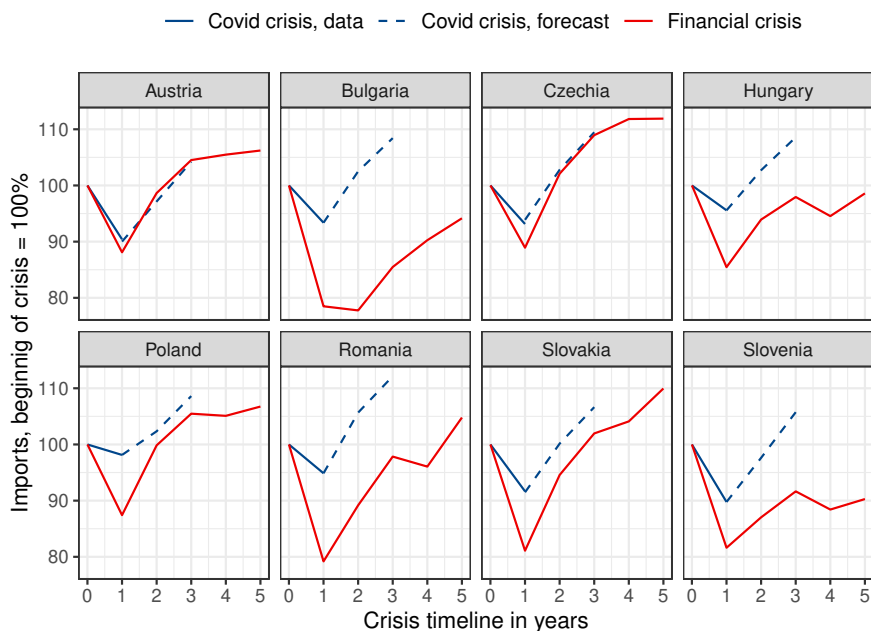 Covid crisis, data Covid crisis, forecast Financial crisis
Austria Bulgaria Czechia Hungary
110
100
90
80
Poland Romania Slovakia Slovenia
110
100
90
80
0 1 2 3 4 5 0 1 2 3 4 5 0 1 2 3 4 5 0 1 2 3 4 5
Crisis timeline in years
Imports, beginnig of crisis = 100%